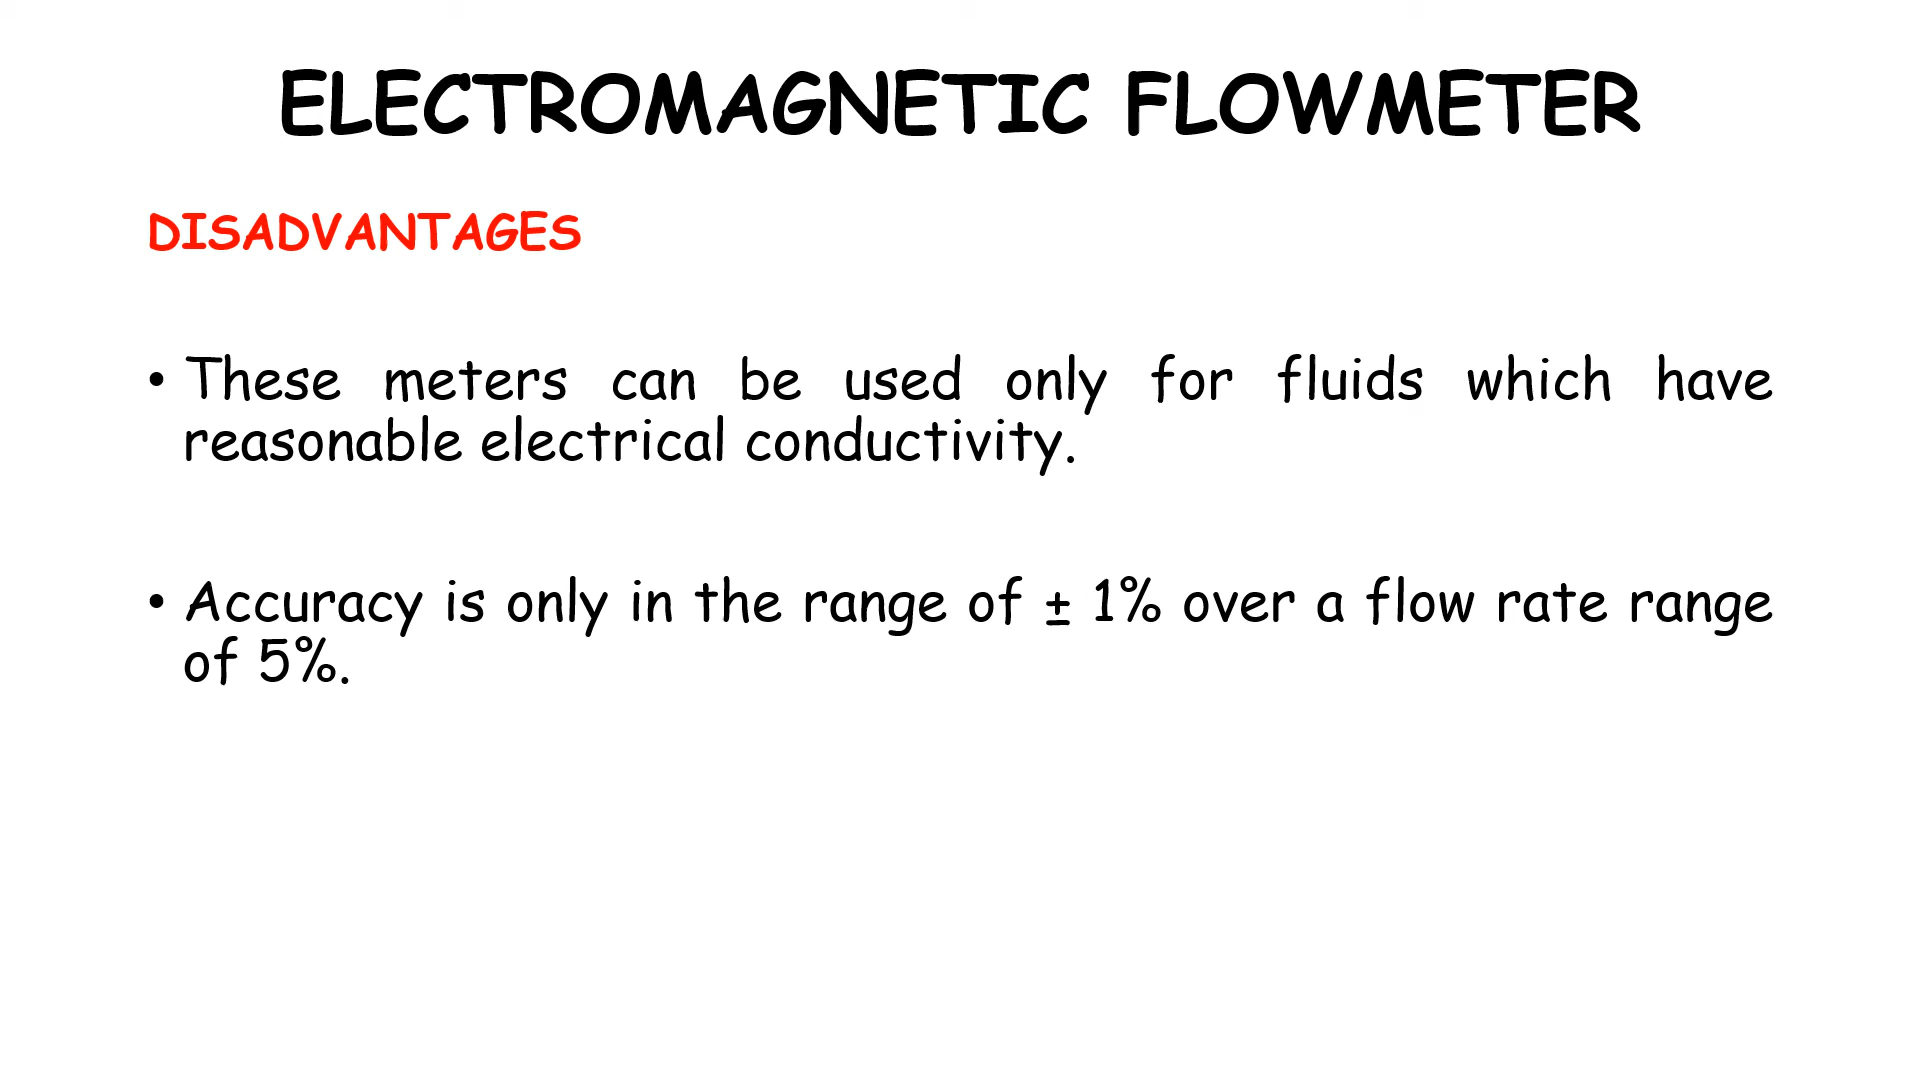 ELECTROMAGNETIC FLOWMETER
DISADVANTAGES
• These meters can be used only for fluids which have
reasonable electrical conductivity.
• Accuracy is only in the range of ± 1% over a flow rate range
of 5%.